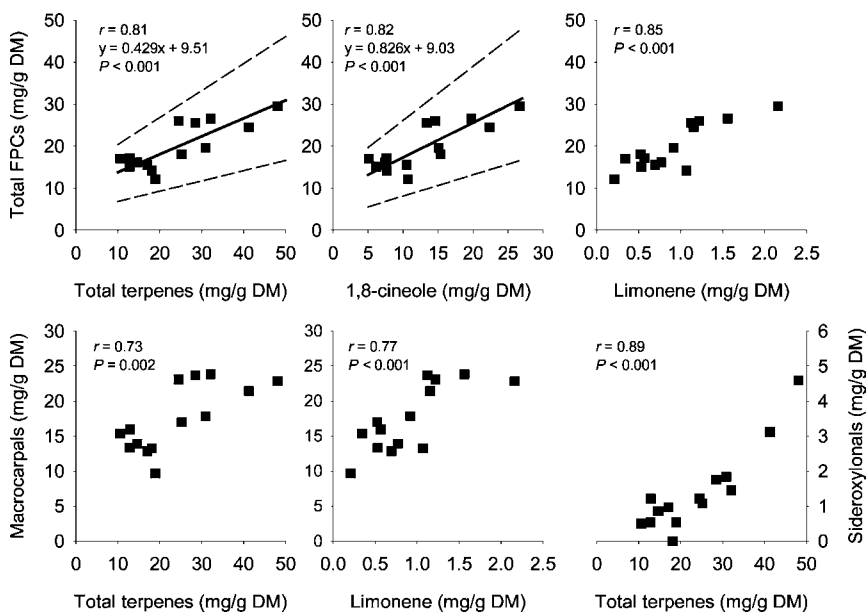 r = 0.81
y = 0.429x + 9.51
P < 0.001
r = 0.82
y = 0.826x + 9.03
P < 0.001
r = 0.85
P < 0.001
Total FPCs (mg/g DM)
50
40
30
20
10
0
0 10 20 30 40 50
0 5 10 15 20 25 30
0.0 0.5 1.0 1.5 2.0 2.5
Total terpenes (mg/g DM)
1,8-cineole (mg/g DM)
Limonene (mg/g DM)
r = 0.73
P = 0.002
r = 0.77
P < 0.001
r = 0.89
P < 0.001
Macrocarpals (mg/g DM)
30
25
20
15
10
5
0
6
5
4
3
2
1
0
Sideroxylonals (mg/g DM)
0 10 20 30 40 50
0.0 0.5 1.0 1.5 2.0 2.5
0 10 20 30 40 50
Total terpenes (mg/g DM)
Limonene (mg/g DM)
Total terpenes (mg/g DM)